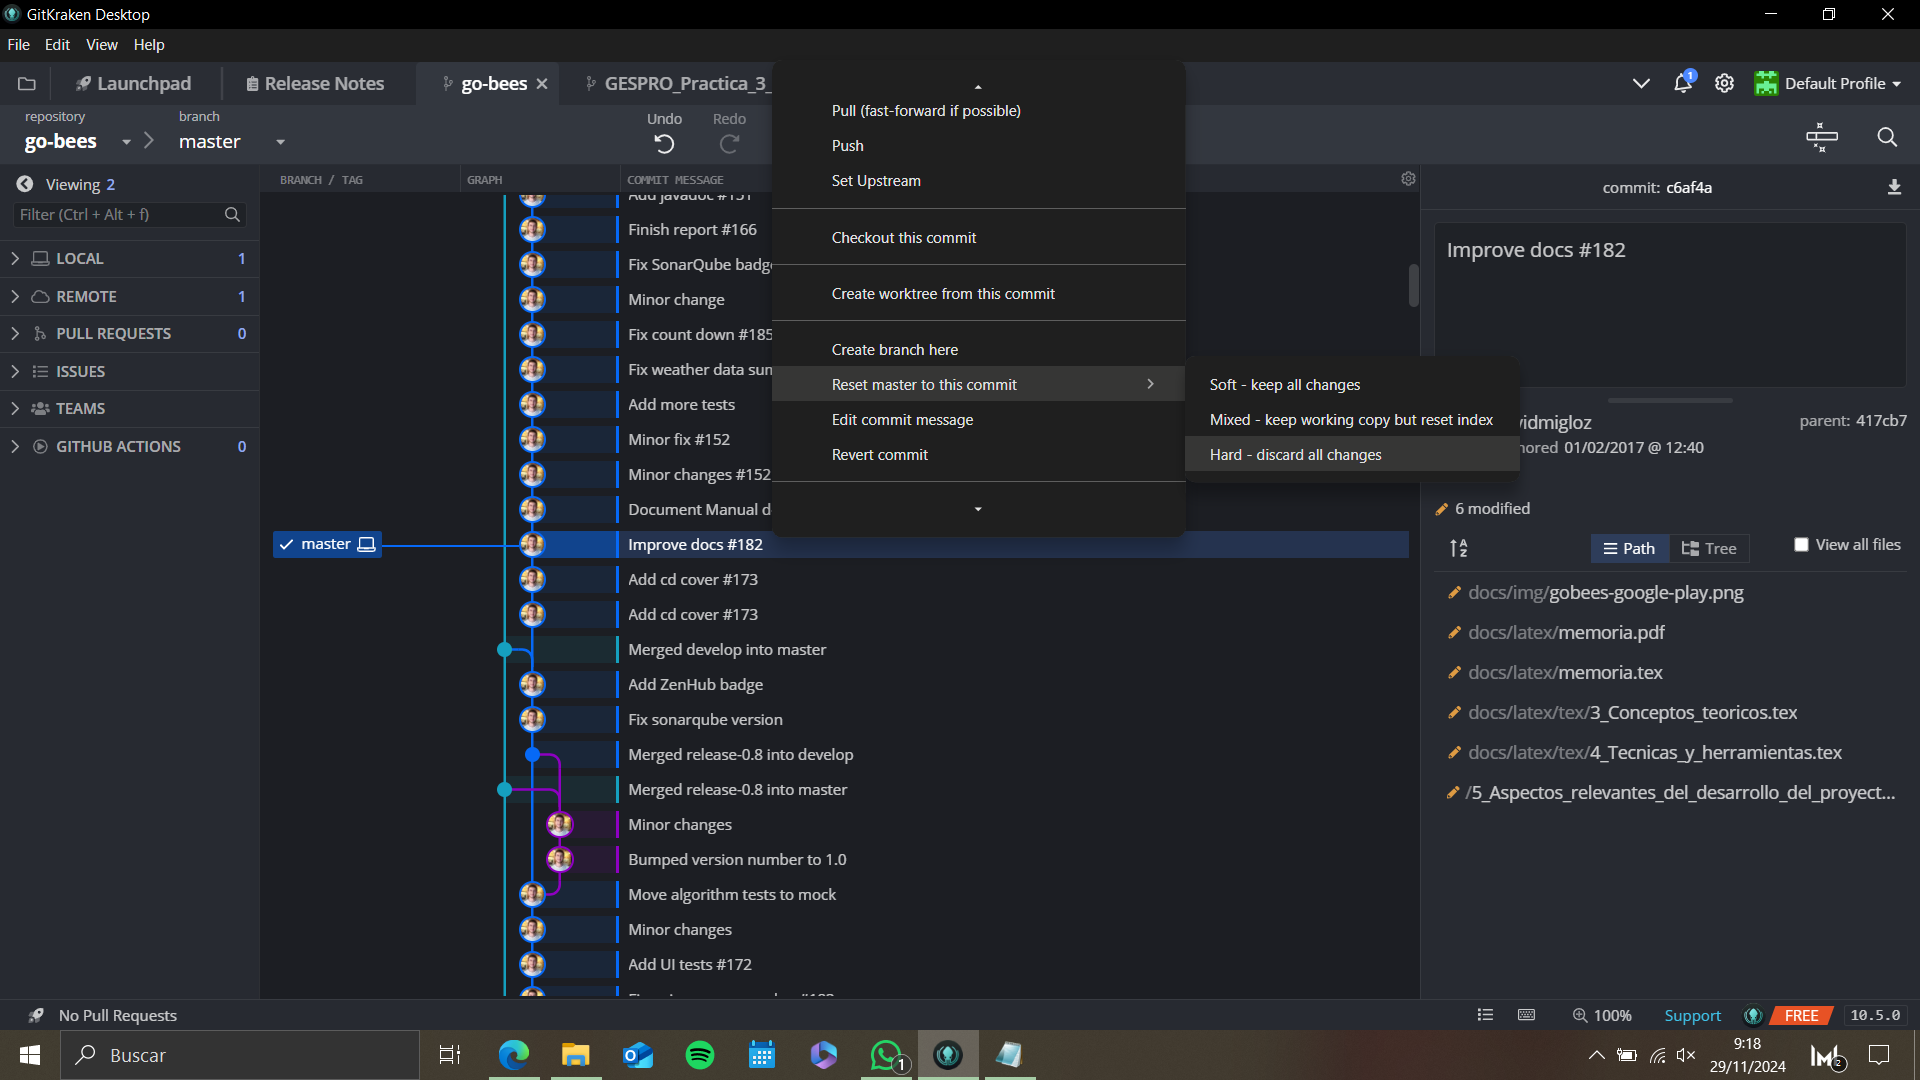 GitKraken Desktop
File Edit View Help
Launchpad
Release Notes
go-bees
GESPRO_Practica_3_
1
Default Profile
repository
go-bees
branch
master
Undo
Redo
Viewing 2
Filter (Ctrl + Alt + f)
LOCAL 1
REMOTE 1
PULL REQUESTS 0
ISSUES
TEAMS
GITHUB ACTIONS 0
BRANCH / TAG
GRAPH
COMMIT MESSAGE
Add javadoc #151
Finish report #166
Fix SonarQube badg
Minor change
Fix count down #185
Fix weather data sum
Add more tests
Minor fix #152
Minor changes #152
Document Manual d
master
Improve docs #182
Add cd cover #173
Add cd cover #173
Merged develop into master
Add ZenHub badge
Fix sonarqube version
Merged release-0.8 into develop
Merged release-0.8 into master
Minor changes
Bumped version number to 1.0
Move algorithm tests to mock
Minor changes
Add UI tests #172
Pull (fast-forward if possible)
Push
Set Upstream
Checkout this commit
Create worktree from this commit
Create branch here
Reset master to this commit
Edit commit message
Revert commit
Soft - keep all changes
Mixed - keep working copy but reset index
Hard - discard all changes
commit: c6af4a
Improve docs #182
vidmigloz
parent: 417cb7
hored 01/02/2017 @ 12:40
6 modified
Path
Tree
View all files
docs/img/gobees-google-play.png
docs/latex/memoria.pdf
docs/latex/memoria.tex
docs/latex/tex/3_Conceptos_teoricos.tex
docs/latex/tex/4_Tecnicas_y_herramientas.tex
/5_Aspectos_relevantes_del_desarrollo_del_proyect...
No Pull Requests
100%
Support
FREE
10.5.0
Buscar
1
9:18
29/11/2024
2